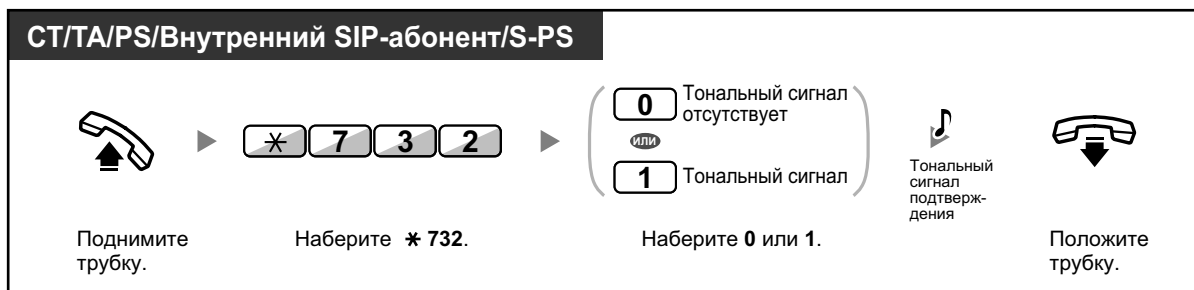 СТ/ТА/PS/Внутренний SIP-абонент/S-PS
✱ 7 3 2
0 Тональный сигнал
отсутствует
или
1 Тональный сигнал
Тональный
сигнал
подтверж-
дения
Поднимите
трубку.
Наберите ✱ 732.
Наберите 0 или 1.
Положите
трубку.